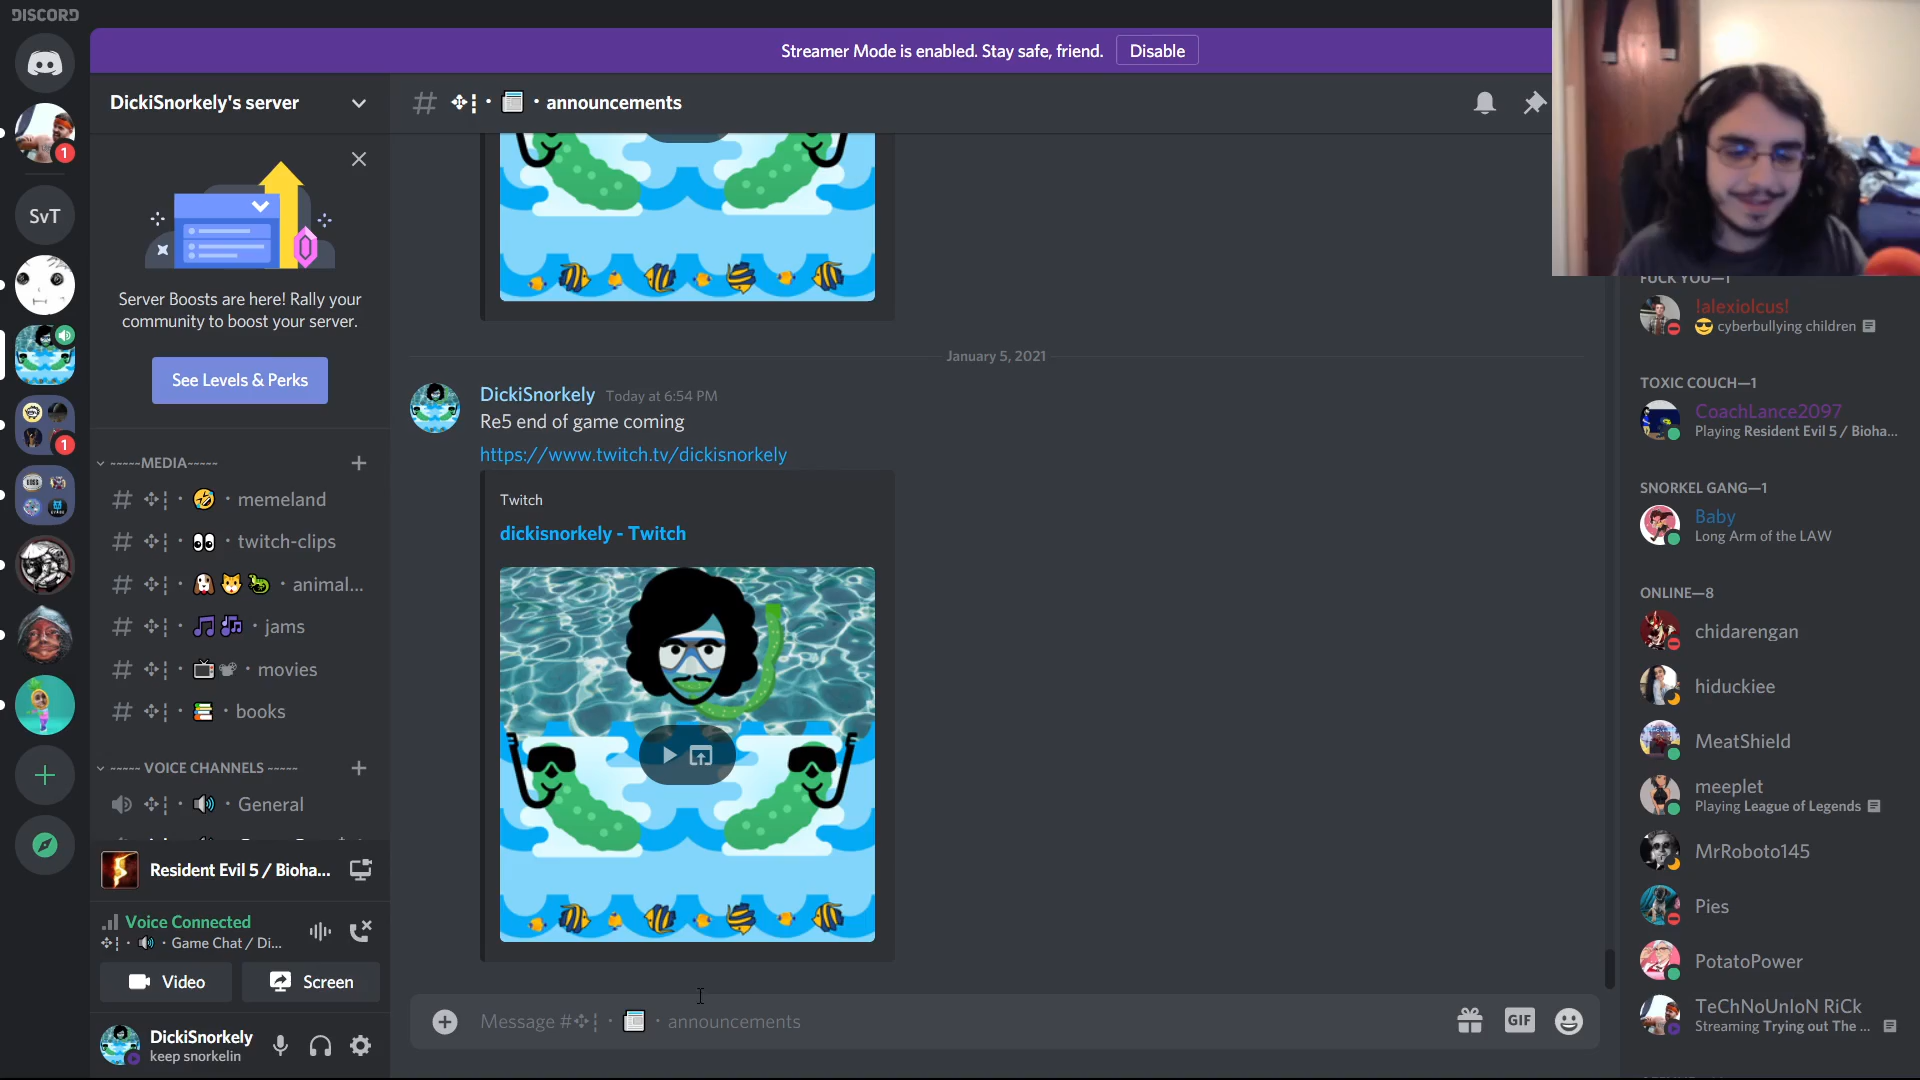 DISCORD
Streamer Mode is enabled. Stay safe, friend.
Disable
DickiSnorkely's server
announcements
1
SvT
1
Server Boosts are here! Rally your
community to boost your server.
See Levels & Perks
-----MEDIA-----
memeland
twitch-clips
animal...
jams
movies
books
----- VOICE CHANNELS -----
General
Resident Evil 5 / Bioha...
Voice Connected
Game Chat / Di...
Video
Screen
DickiSnorkely
keep snorkelin
January 5, 2021
DickiSnorkely Today at 6:54 PM
Re5 end of game coming
https://www.twitch.tv/dickisnorkely
Twitch
dickisnorkely - Twitch
Message #
announcements
GIF
FUCK YOU—1
!alexiolcus!
cyberbullying children
TOXIC COUCH—1
CoachLance2097
Playing Resident Evil 5 / Bioha...
SNORKEL GANG—1
Baby
Long Arm of the LAW
ONLINE—8
chidarengan
hiduckiee
MeatShield
meeplet
Playing League of Legends
MrRoboto145
Pies
PotatoPower
TeChNoUnIoN RiCk
Streaming Trying out The ...